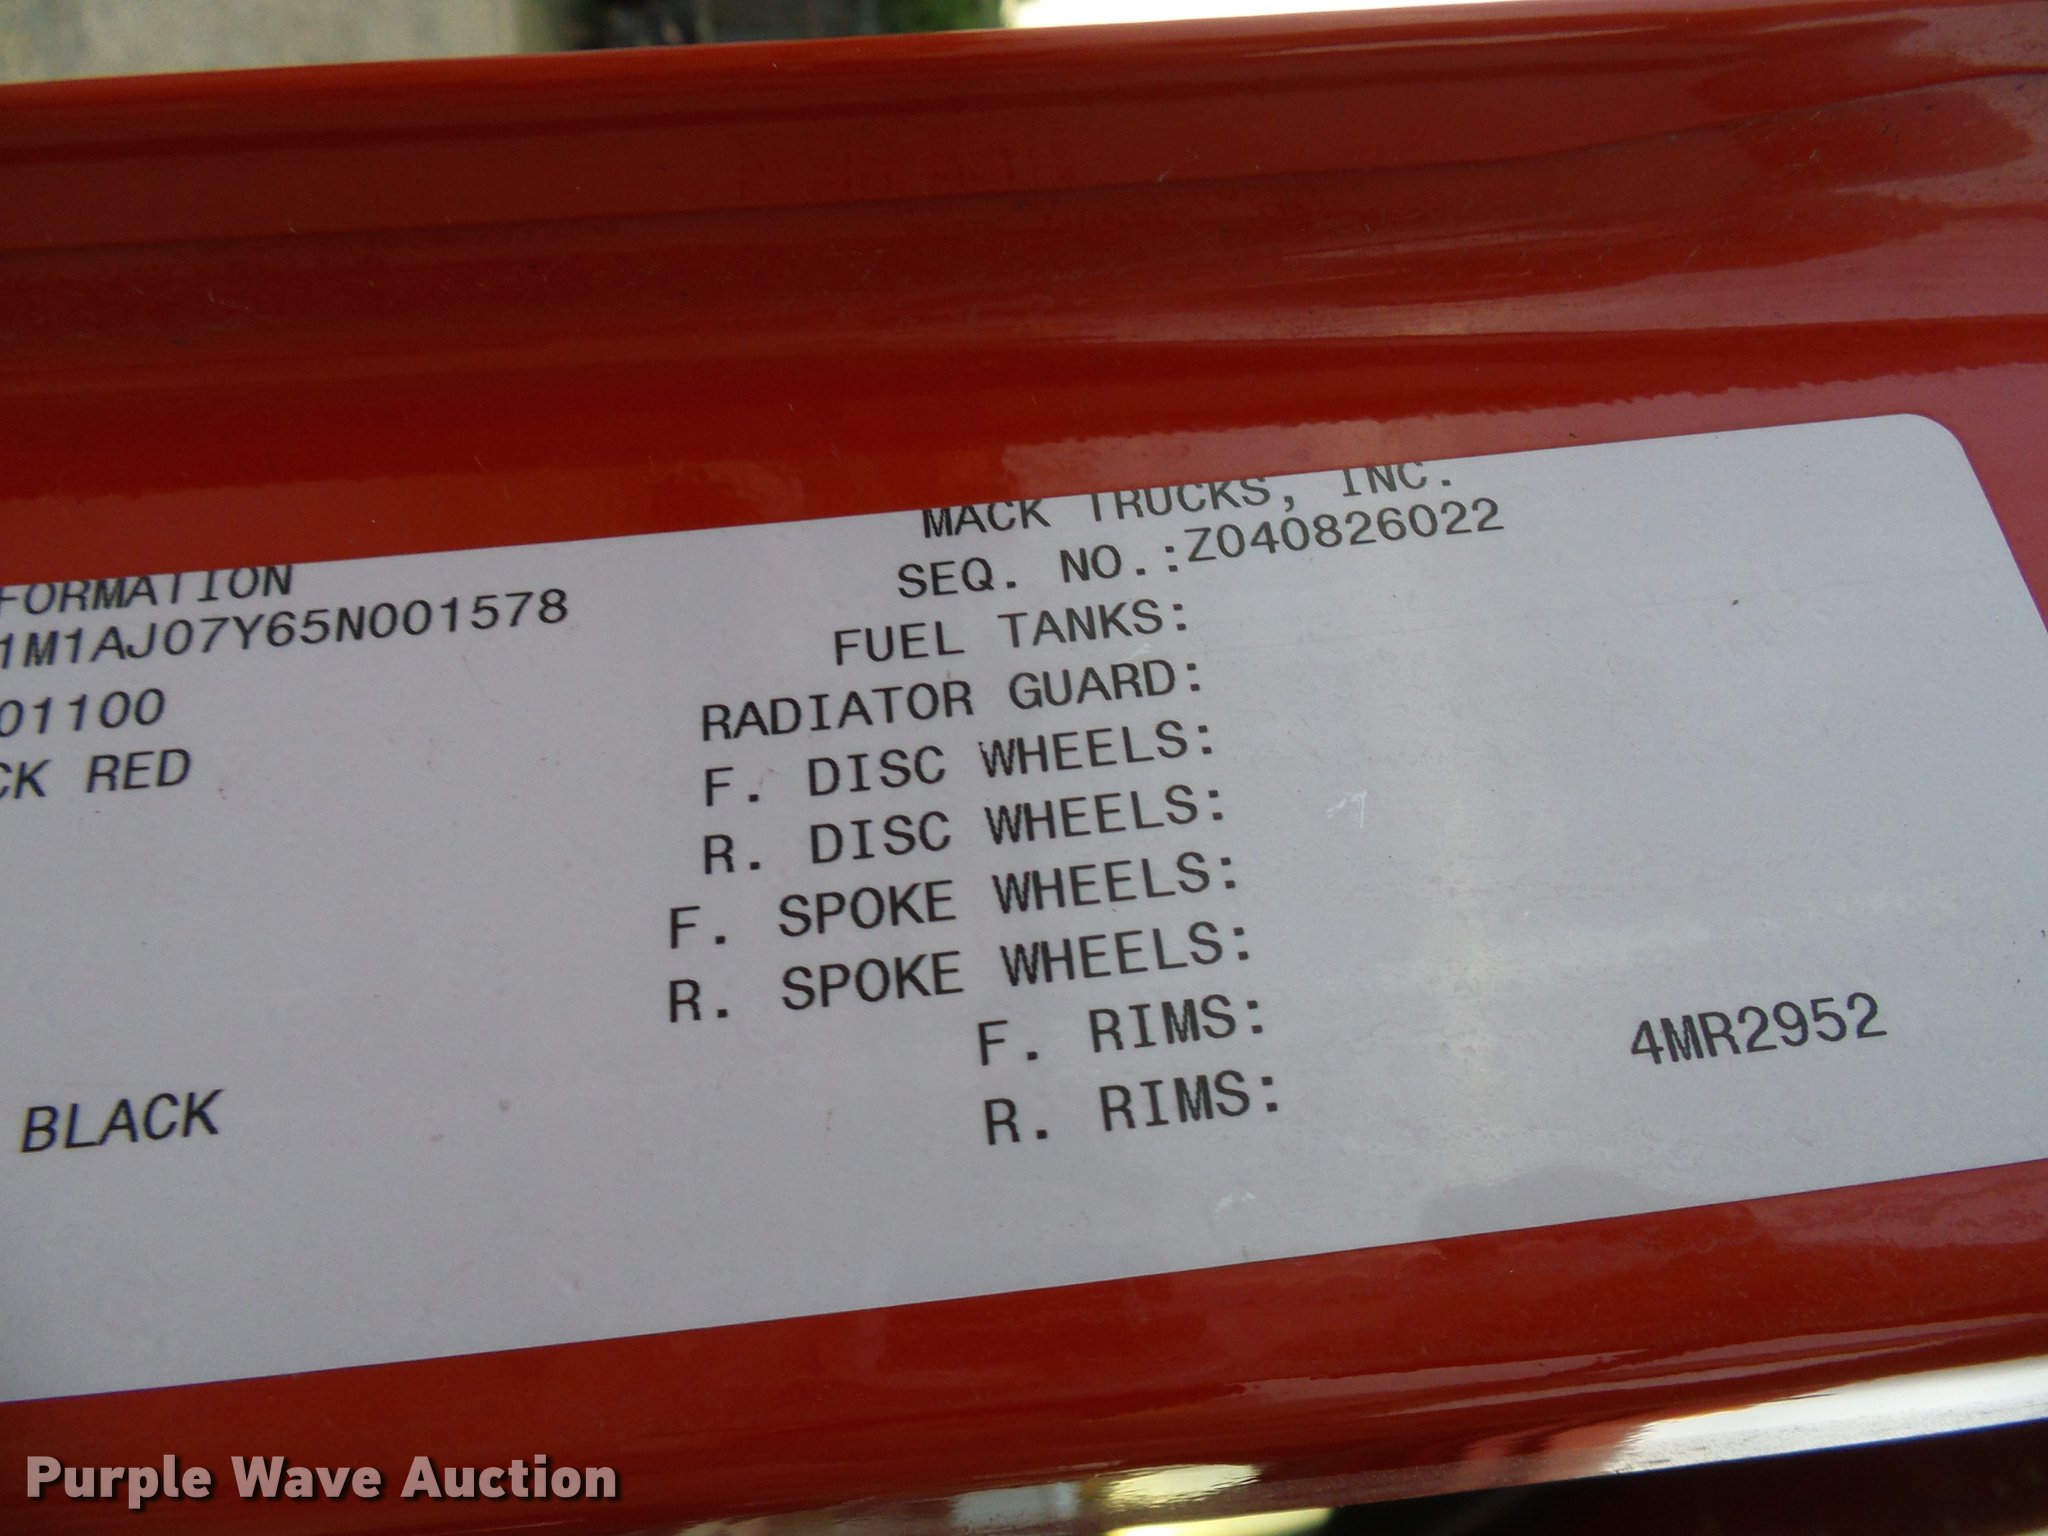 FORMATION
1M1AJ07Y65N001578
01100
CK RED
BLACK
MACK TRUCKS, INC.
SEQ. NO.:Z040826022
FUEL TANKS:
RADIATOR GUARD:
F. DISC WHEELS:
R. DISC WHEELS:
F. SPOKE WHEELS:
R. SPOKE WHEELS:
F. RIMS:
R. RIMS: 4MR2952
Purple Wave Auction